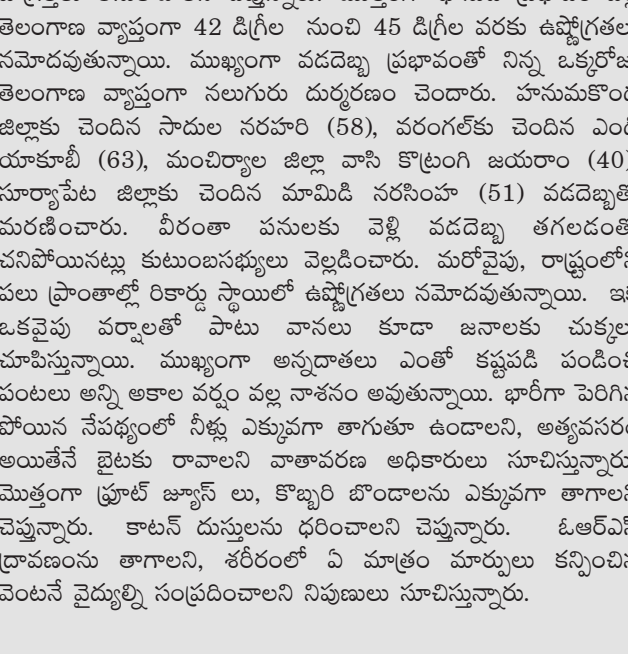 తెలంగాణ వ్యాప్తంగా 42 డిగ్రీల నుంచి 45 డిగ్రీల వరకు ఉష్ణోగ్రతలు
నమోదవుతున్నాయి. ముఖ్యంగా వడదెబ్బ ప్రభావంతో నిన్న ఒక్కరోజు
తెలంగాణ వ్యాప్తంగా నలుగురు దుర్మరణం చెందారు. హనుమకొండ
జిల్లాకు చెందిన సాదుల నరహరి (58), వరంగల్‌కు చెందిన ఎండి
యాకూబీ (63), మంచిర్యాల జిల్లా వాసి కొట్రంగి జయరాం (40)
సూర్యాపేట జిల్లాకు చెందిన మామిడి నరసింహ (51) వడదెబ్బతో
మరణించారు. వీరంతా పనులకు వెళ్లి వడదెబ్బ తగలడంతో
చనిపోయినట్లు కుటుంబసభ్యులు వెల్లడించారు. మరోవైపు, రాష్ట్రంలోని
పలు ప్రాంతాల్లో రికార్డు స్థాయిలో ఉష్ణోగ్రతలు నమోదవుతున్నాయి. ఇక
ఒకవైపు వర్షాలతో పాటు వానలు కూడా జనాలకు చుక్కలు
చూపిస్తున్నాయి. ముఖ్యంగా అన్నదాతలు ఎంతో కష్టపడి పండించి
పంటలు అన్ని అకాల వర్షం వల్ల నాశనం అవుతున్నాయి. భారీగా పెరిగిన
పోయిన నేపథ్యంలో నీళ్లు ఎక్కువగా తాగుతూ ఉండాలని, అత్యవసరం
అయితేనే బైటకు రావాలని వాతావరణ అధికారులు సూచిస్తున్నారు
మొత్తంగా ఫ్రూట్ జ్యూస్ లు, కొబ్బరి బొండాలను ఎక్కువగా తాగాలని
చెప్తున్నారు. కాటన్ దుస్తులను ధరించాలని చెప్తున్నారు. ఓఆర్ఎస్
ద్రావణంను తాగాలని, శరీరంలో ఏ మాత్రం మార్పులు కన్పించిన
వెంటనే వైద్యుల్ని సంప్రదించాలని నిపుణులు సూచిస్తున్నారు.